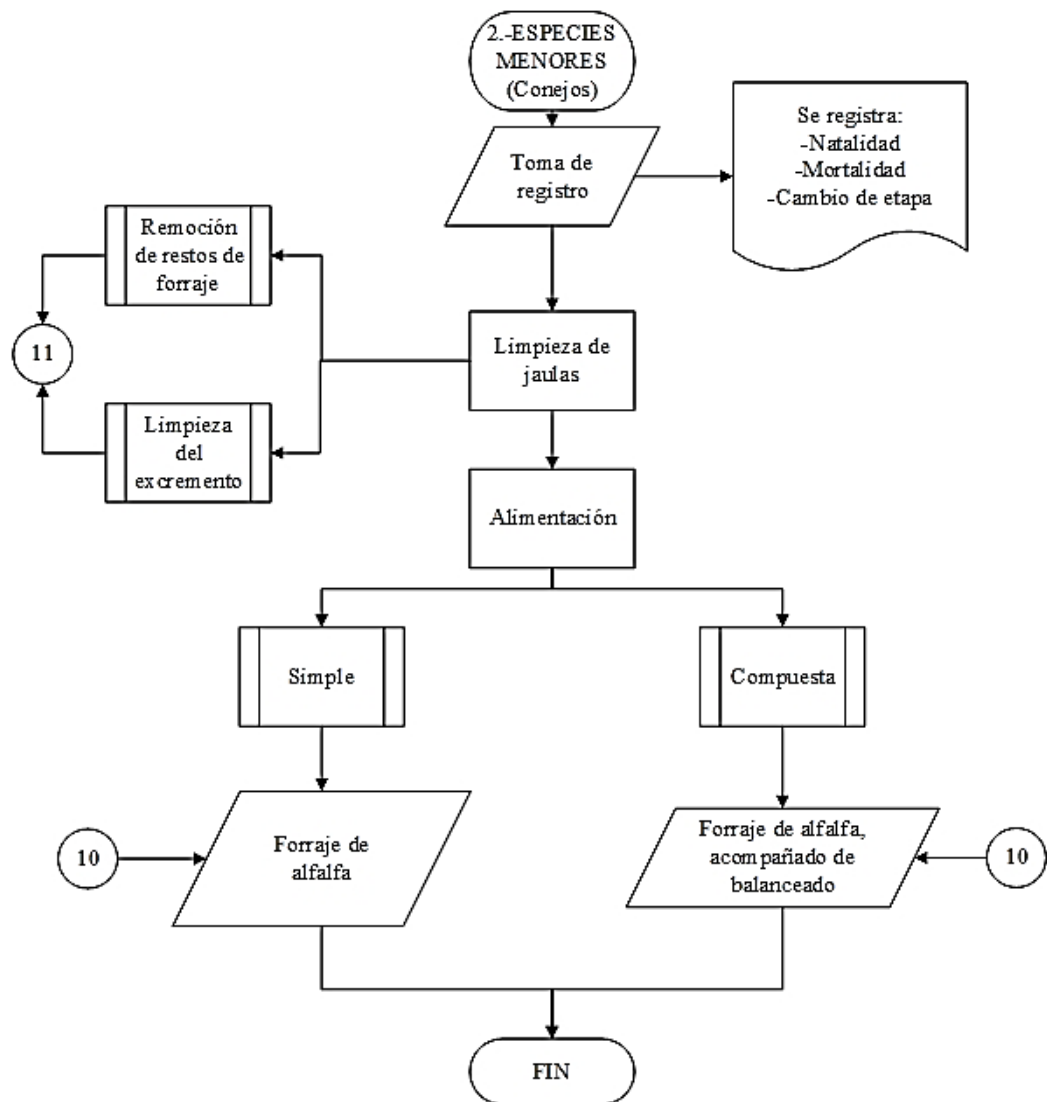 2.-ESPECIES
MENORES
(Conejos)
Toma de
registro
Se registra:
-Natalidad
-Mortalidad
-Cambio de etapa
Remoción
de restos de
forraje
11
Limpieza de
jaulas
Limpieza
del
excremento
Alimentación
Simple
Compuesta
10
Forraje de
alfalfa
Forraje de alfalfa,
acompañado de
balanceado
10
FIN